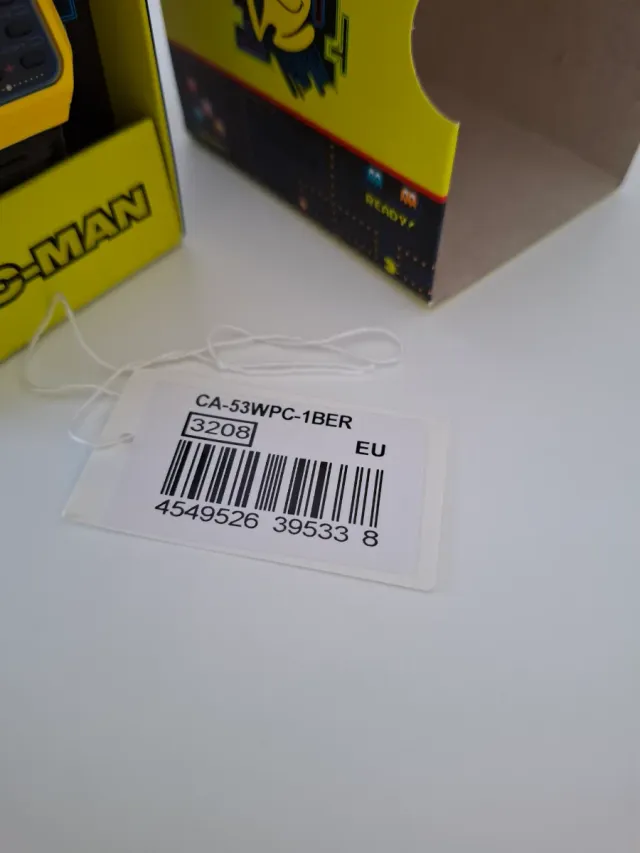 C-MAN
READY!
CA-53WPC-1BER
3208
EU
4549526 39533 8